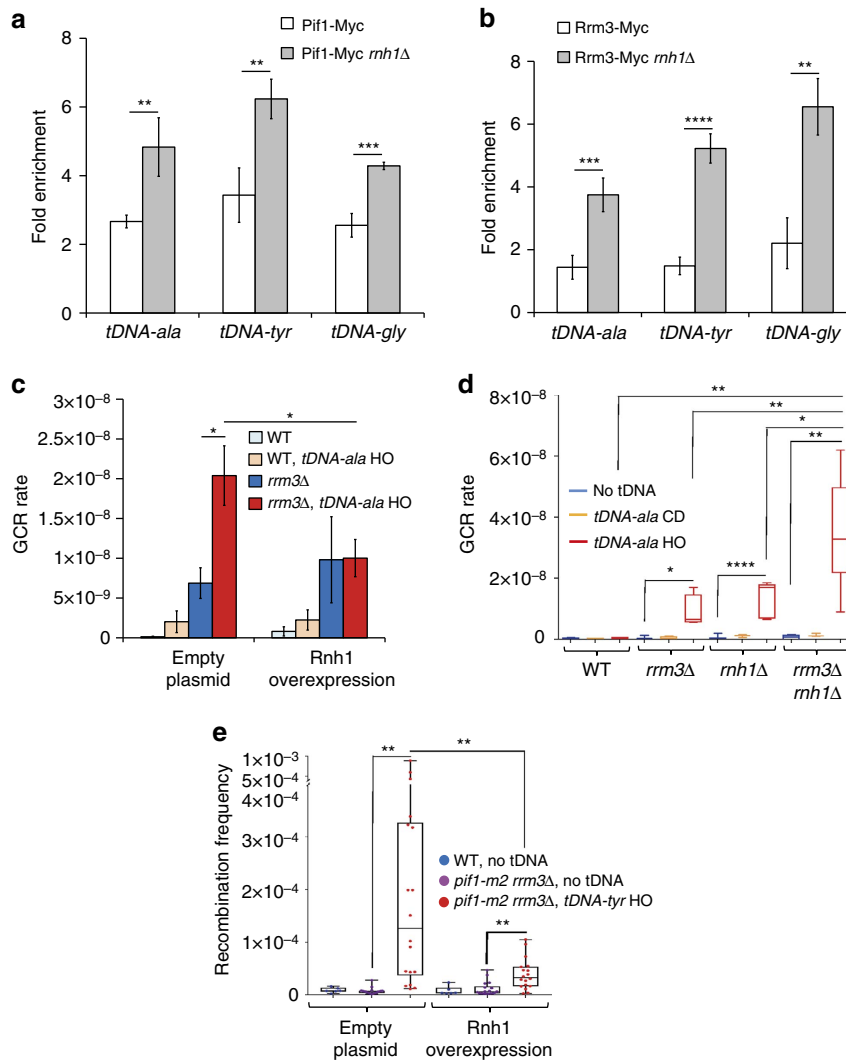 a
Pif1-Myc
Pif1-Myc rnh1Δ
Fold enrichment
8
6
4
2
0
**
**
***
tDNA-ala
tDNA-tyr
tDNA-gly
b
Rrm3-Myc
Rrm3-Myc rnh1Δ
Fold enrichment
8
6
4
2
0
***
****
**
tDNA-ala
tDNA-tyr
tDNA-gly
c
GCR rate
3×10⁻⁸
2.5×10⁻⁸
2×10⁻⁸
1.5×10⁻⁸
1×10⁻⁸
5×10⁻⁹
0
*
*
WT
WT, tDNA-ala HO
rrm3Δ
rrm3Δ, tDNA-ala HO
Empty
plasmid
Rnh1
overexpression
d
GCR rate
8×10⁻⁸
6×10⁻⁸
4×10⁻⁸
2×10⁻⁸
0
**
**
*
**
*
****
No tDNA
tDNA-ala CD
tDNA-ala HO
WT
rrm3Δ
rnh1Δ
rrm3Δ
rnh1Δ
e
Recombination frequency
1×10⁻³
5×10⁻⁴
4×10⁻⁴
3×10⁻⁴
2×10⁻⁴
1×10⁻⁴
0
**
**
**
WT, no tDNA
pif1-m2 rrm3Δ, no tDNA
pif1-m2 rrm3Δ, tDNA-tyr HO
Empty
plasmid
Rnh1
overexpression